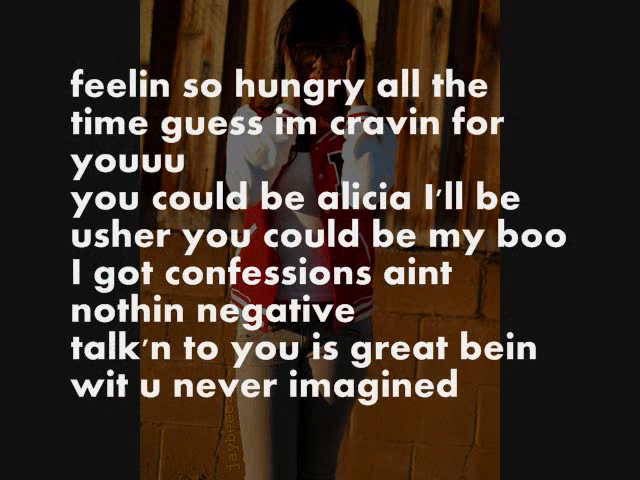 feelin so hungry all the
time guess im cravin for
youuu
you could be alicia I'll be
usher you could be my boo
I got confessions aint
nothin negative
talk'n to you is great bein
wit u never imagined